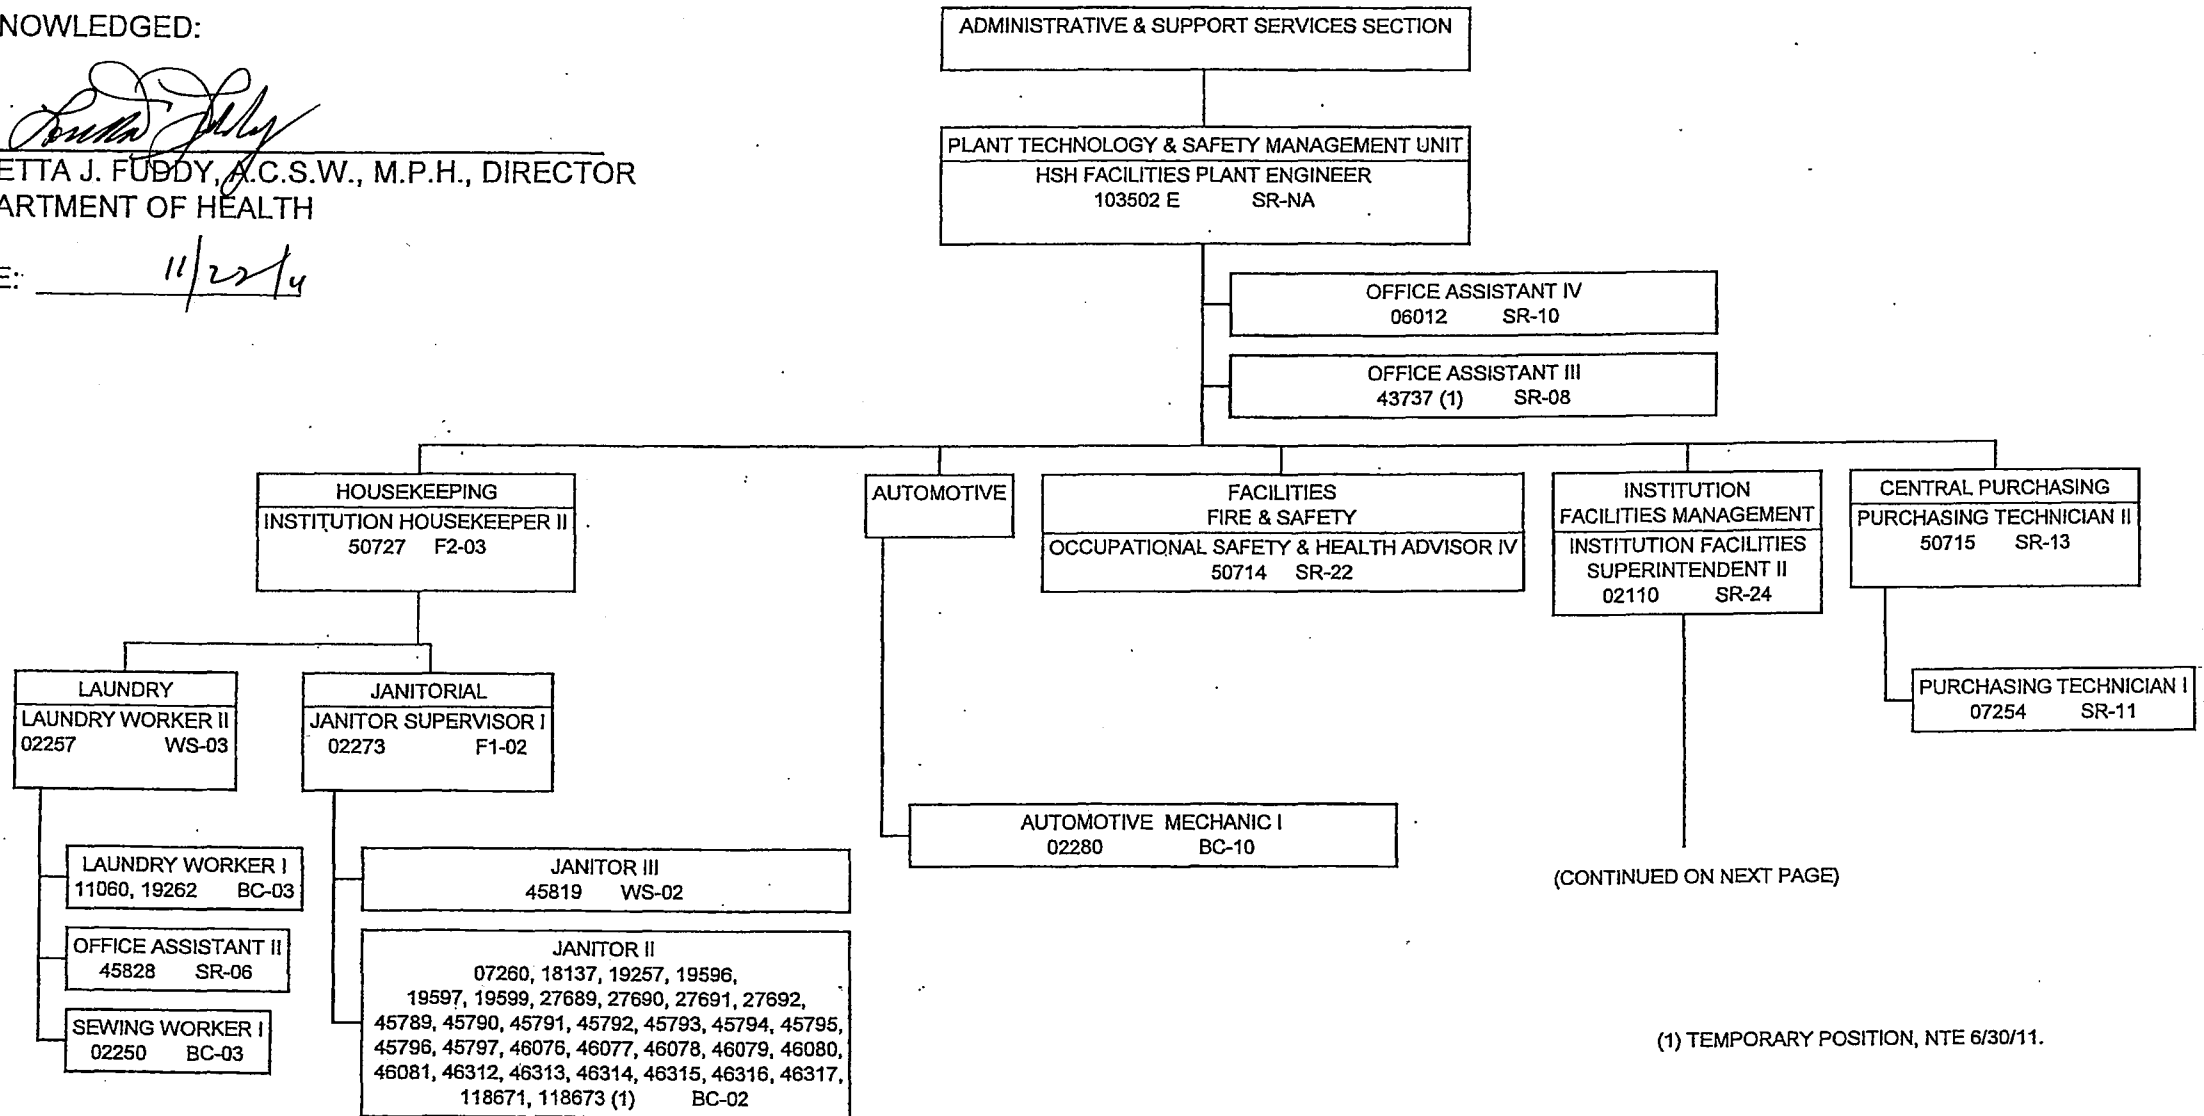 NOWLEDGED:
ETTA J. FUDDY, A.C.S.W., M.P.H., DIRECTOR
ARTMENT OF HEALTH
E: 11/22/11
ADMINISTRATIVE & SUPPORT SERVICES SECTION
PLANT TECHNOLOGY & SAFETY MANAGEMENT UNIT
HSH FACILITIES PLANT ENGINEER
103502 E SR-NA
OFFICE ASSISTANT IV
06012 SR-10
OFFICE ASSISTANT III
43737 (1) SR-08
HOUSEKEEPING
INSTITUTION HOUSEKEEPER II
50727 F2-03
AUTOMOTIVE
FACILITIES
FIRE & SAFETY
OCCUPATIONAL SAFETY & HEALTH ADVISOR IV
50714 SR-22
INSTITUTION
FACILITIES MANAGEMENT
INSTITUTION FACILITIES
SUPERINTENDENT II
02110 SR-24
CENTRAL PURCHASING
PURCHASING TECHNICIAN II
50715 SR-13
LAUNDRY
LAUNDRY WORKER II
02257 WS-03
JANITORIAL
JANITOR SUPERVISOR I
02273 F1-02
PURCHASING TECHNICIAN I
07254 SR-11
LAUNDRY WORKER I
11060, 19262 BC-03
OFFICE ASSISTANT II
45828 SR-06
SEWING WORKER I
02250 BC-03
JANITOR III
45819 WS-02
JANITOR II
07260, 18137, 19257, 19596,
19597, 19599, 27689, 27690, 27691, 27692,
45789, 45790, 45791, 45792, 45793, 45794, 45795,
45796, 45797, 46076, 46077, 46078, 46079, 46080,
46081, 46312, 46313, 46314, 46315, 46316, 46317,
118671, 118673 (1) BC-02
AUTOMOTIVE MECHANIC I
02280 BC-10
(CONTINUED ON NEXT PAGE)
(1) TEMPORARY POSITION, NTE 6/30/11.